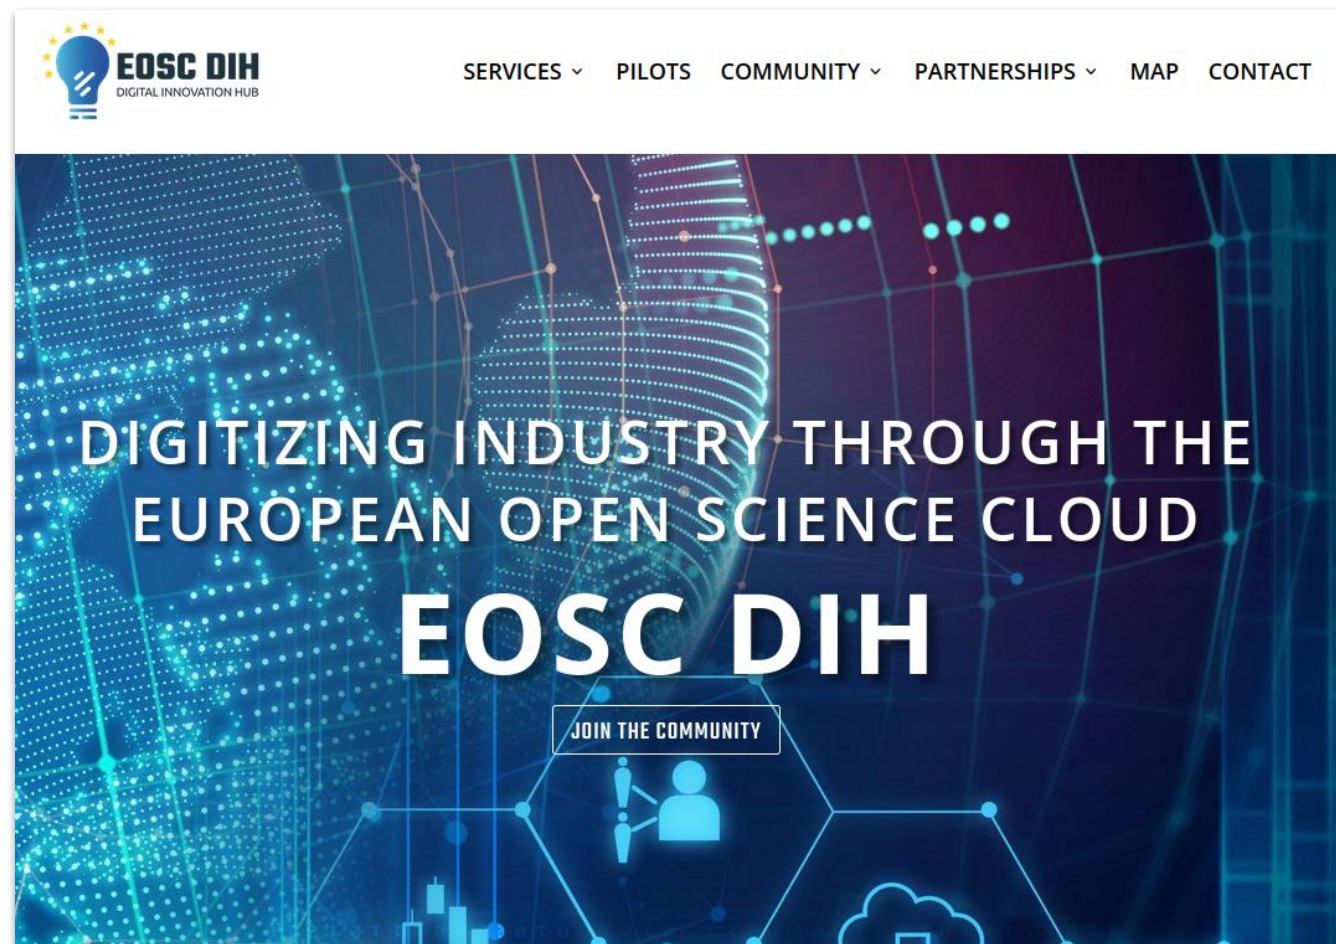 EOSC DIH
DIGITAL INNOVATION HUB
SERVICES PILOTS COMMUNITY PARTNERSHIPS MAP CONTACT
DIGITIZING INDUSTRY THROUGH THE
EUROPEAN OPEN SCIENCE CLOUD
EOSC DIH
JOIN THE COMMUNITY